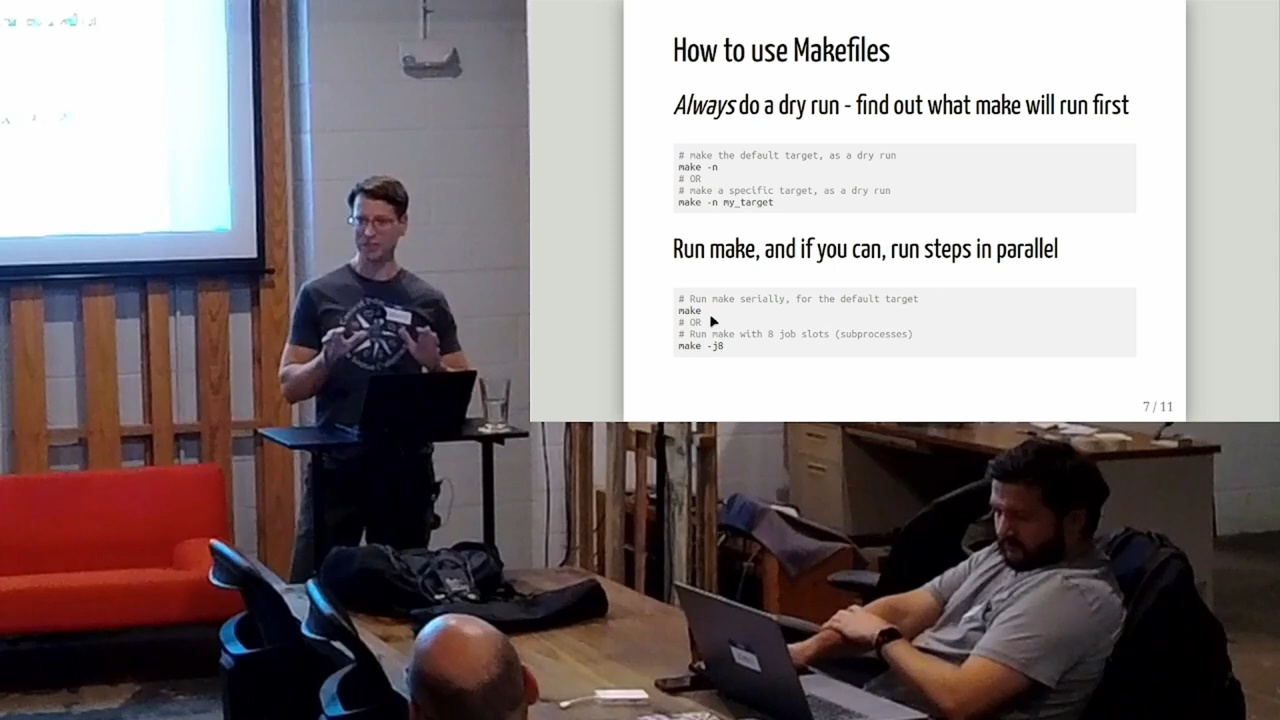 How to use Makefiles
Always do a dry run - find out what make will run first
# make the default target, as a dry run
make -n
# OR
# make a specific target, as a dry run
make -n my_target
Run make, and if you can, run steps in parallel
# Run make serially, for the default target
make
# OR
# Run make with 8 job slots (subprocesses)
make -j8
7 / 11